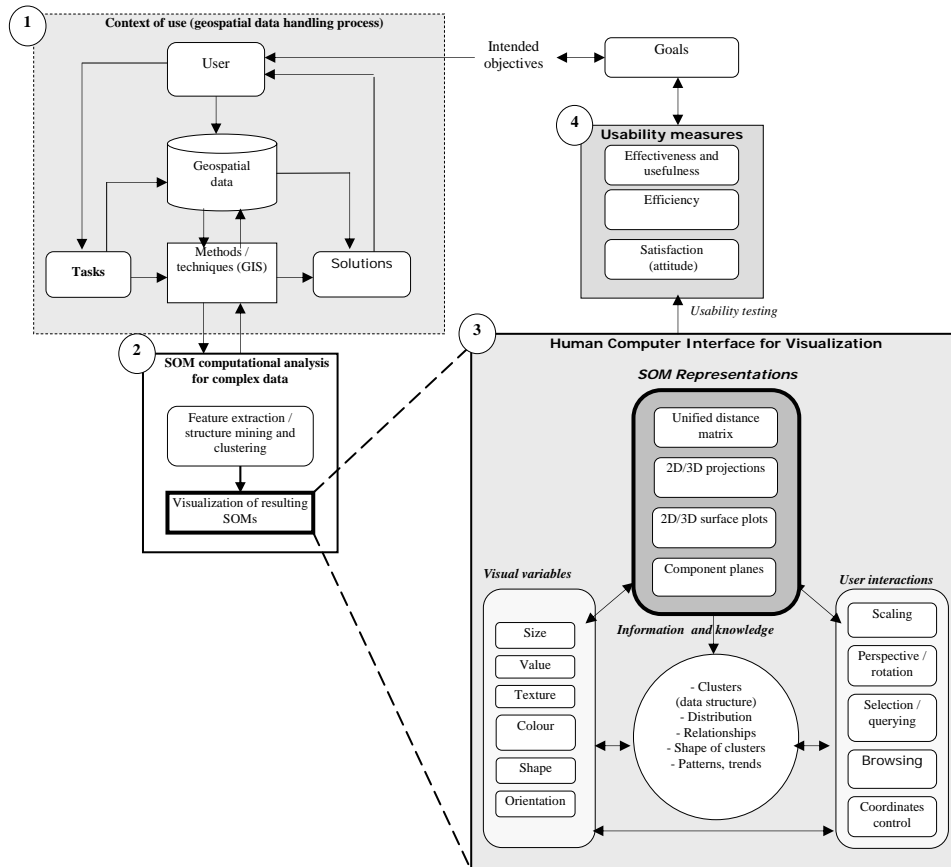 1
Context of use (geospatial data handling process)
User
Geospatial
data
Tasks
Methods /
techniques (GIS)
Solutions
Intended
objectives
Goals
4
Usability measures
Effectiveness and
usefulness
Efficiency
Satisfaction
(attitude)
Usability testing
2
SOM computational analysis
for complex data
Feature extraction /
structure mining and
clustering
Visualization of resulting
SOMs
3
Human Computer Interface for Visualization
SOM Representations
Unified distance
matrix
2D/3D projections
2D/3D surface plots
Component planes
Visual variables
Size
Value
Texture
Colour
Shape
Orientation
Information and knowledge
- Clusters
(data structure)
- Distribution
- Relationships
- Shape of clusters
- Patterns, trends
User interactions
Scaling
Perspective /
rotation
Selection /
querying
Browsing
Coordinates
control